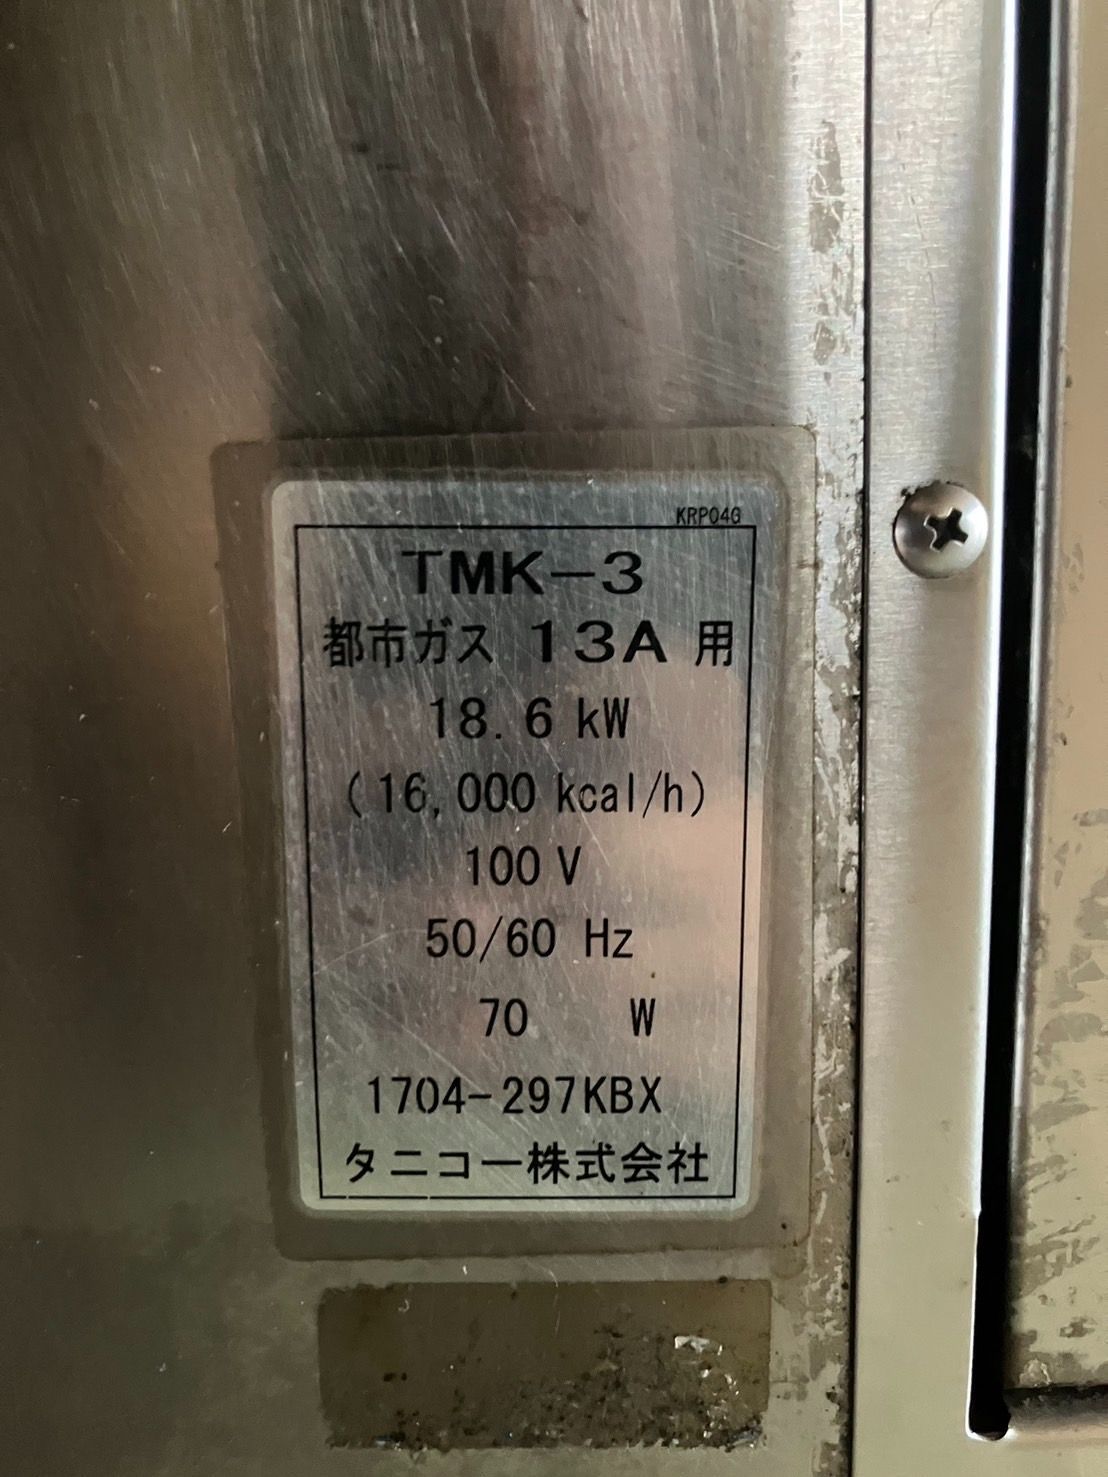 KRP04G
TMK-3
都市ガス 13A 用
18.6 kW
(16,000 kcal/h)
100 V
50/60 Hz
70 W
1704-297KBX
タニコー株式会社